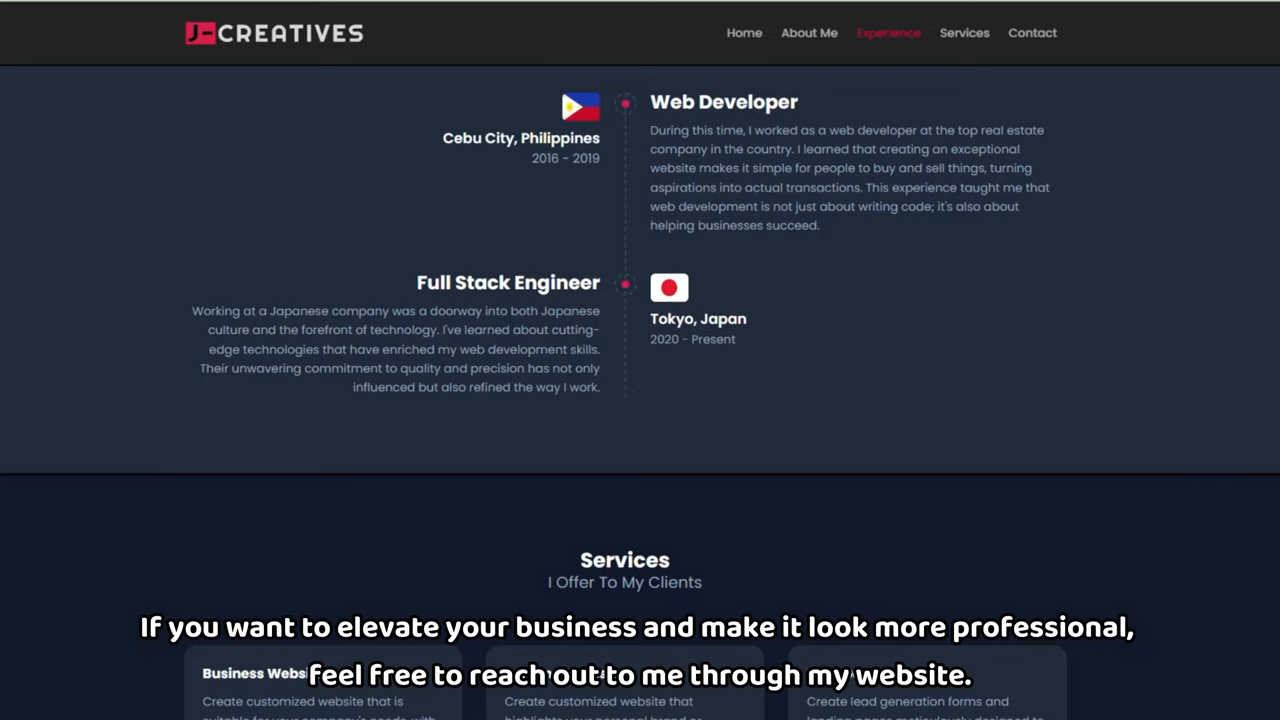 J-CREATIVES
Home About Me Experience Services Contact
Cebu City, Philippines
2016 - 2019
Web Developer
During this time, I worked as a web developer at the top real estate
company in the country. I learned that creating an exceptional
website makes it simple for people to buy and sell things, turning
aspirations into actual transactions. This experience taught me that
web development is not just about writing code; it's also about
helping businesses succeed.
Full Stack Engineer
Working at a Japanese company was a doorway into both Japanese
culture and the forefront of technology. I've learned about cutting-
edge technologies that have enriched my web development skills.
Their unwavering commitment to quality and precision has not only
influenced but also refined the way I work.
Tokyo, Japan
2020 - Present
Services
I Offer To My Clients
If you want to elevate your business and make it look more professional,
feel free to reach out to me through my website.
Business
Create customized website that is
Create customized website that
Create lead generation forms and